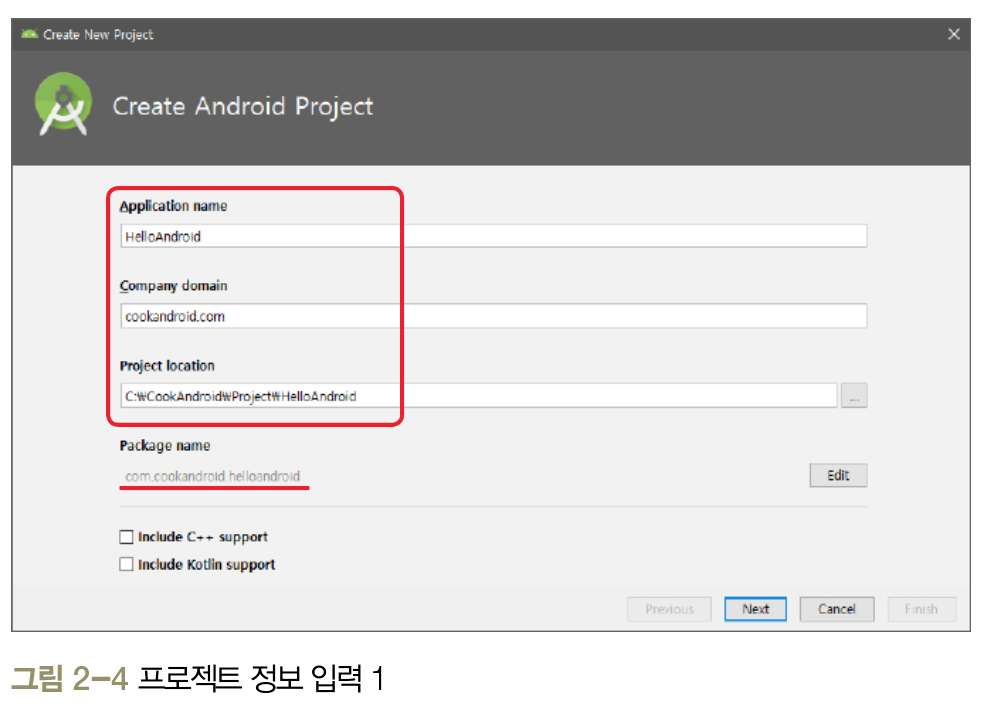 Create New Project
Create Android Project
Application name
HelloAndroid
Company domain
cookandroid.com
Project location
C:₩CookAndroid₩Project₩HelloAndroid
...
Package name
com.cookandroid.helloandroid
Edit
Include C++ support
Include Kotlin support
Previous Next Cancel Finish
그림 2-4 프로젝트 정보 입력 1